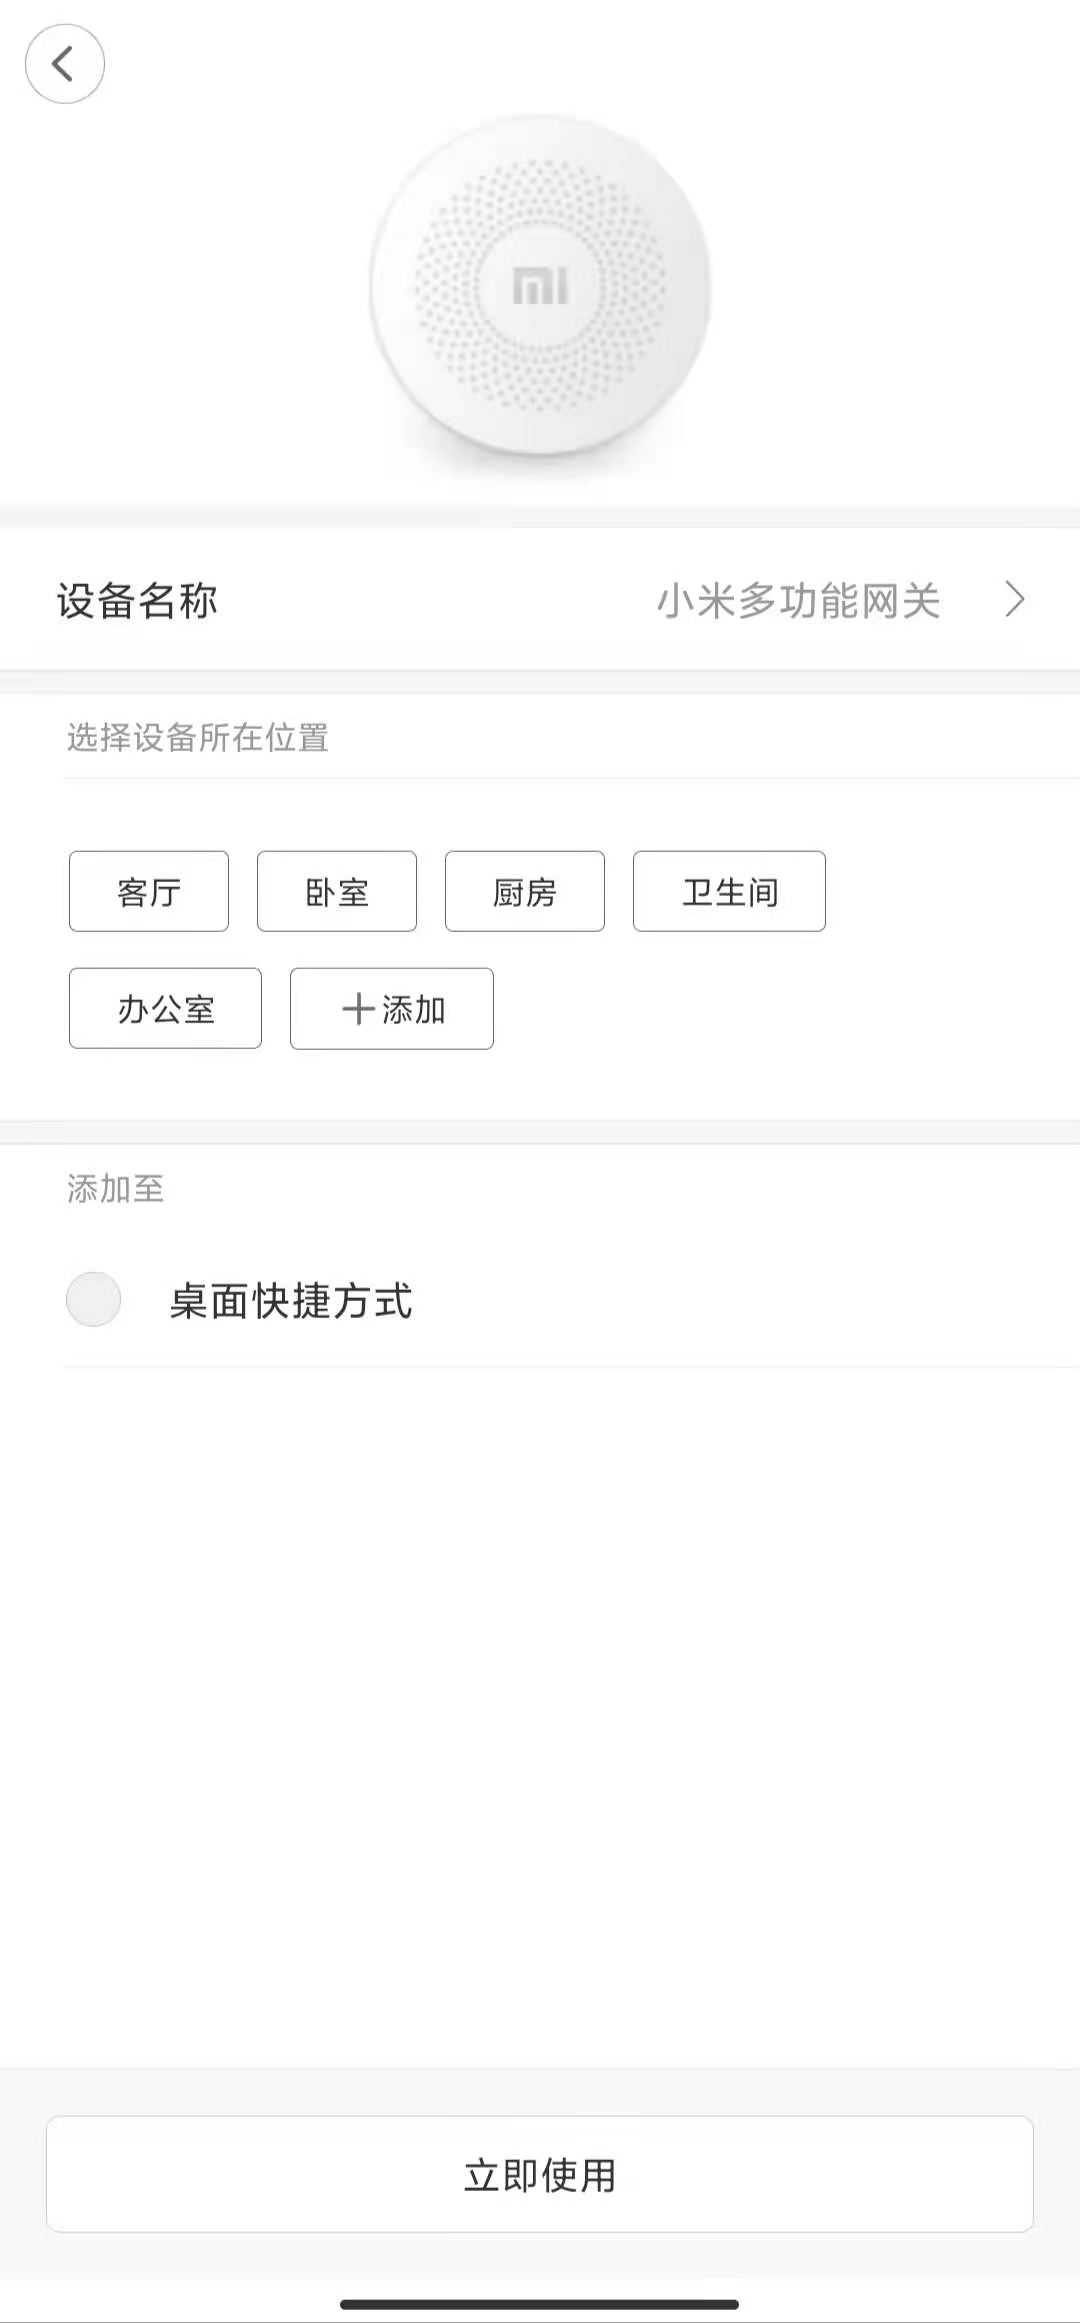 MI
设备名称 小米多功能网关
选择设备所在位置
客厅 卧室 厨房 卫生间
办公室 +添加
添加至
桌面快捷方式
立即使用